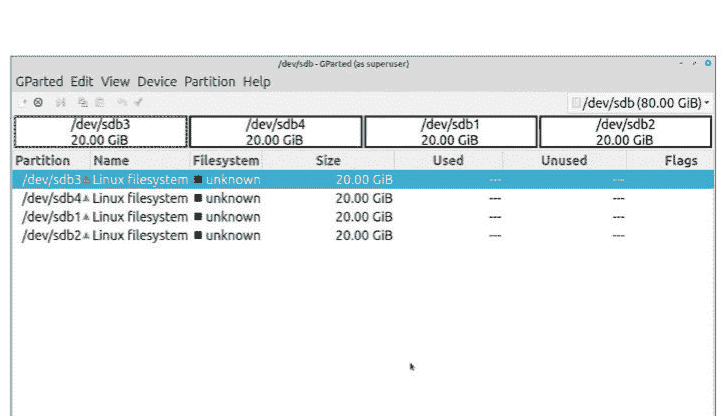 /dev/sdb - GParted (as superuser)
GParted Edit View Device Partition Help
/dev/sdb (80.00 GiB)
/dev/sdb3 /dev/sdb4 /dev/sdb1 /dev/sdb2
20.00 GiB 20.00 GiB 20.00 GiB 20.00 GiB
Partition Name Filesystem Size Used Unused Flags
/dev/sdb3 Linux filesystem unknown 20.00 GiB --- ---
/dev/sdb4 Linux filesystem unknown 20.00 GiB --- ---
/dev/sdb1 Linux filesystem unknown 20.00 GiB --- ---
/dev/sdb2 Linux filesystem unknown 20.00 GiB --- ---